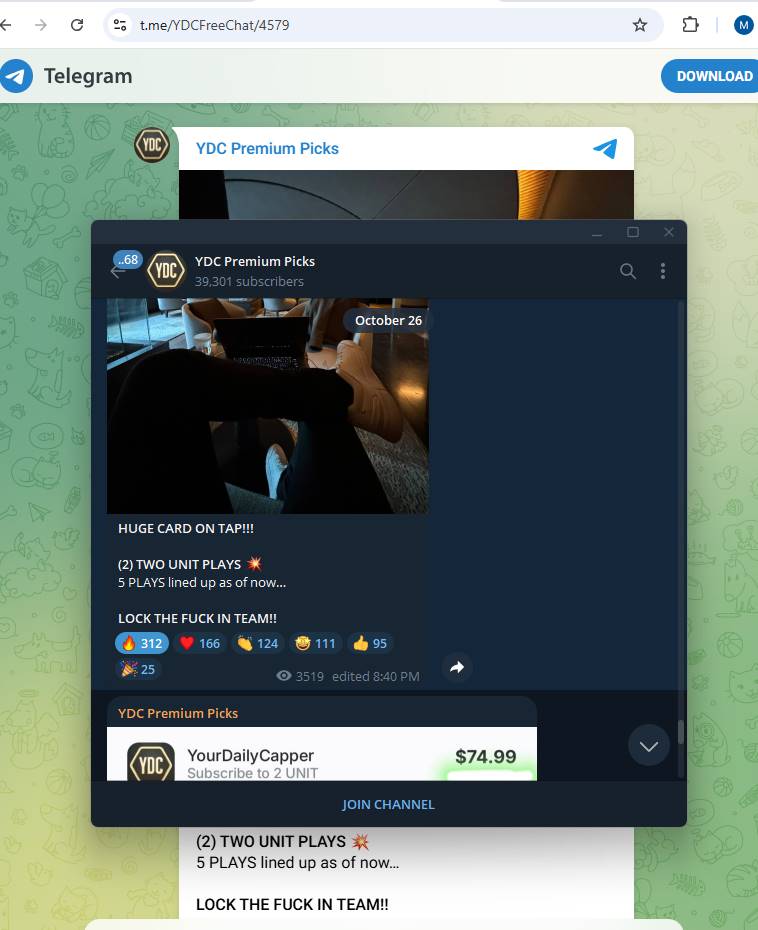 t.me/YDCFreeChat/4579
M
Telegram
DOWNLOAD
YDC
YDC Premium Picks
..68
YDC
YDC Premium Picks
39,301 subscribers
October 26
HUGE CARD ON TAP!!!
(2) TWO UNIT PLAYS 💥
5 PLAYS lined up as of now...
LOCK THE FUCK IN TEAM!!
🔥 312 ❤️ 166 👏 124 🤩 111 👍 95
🎉 25
3519 edited 8:40 PM
YDC Premium Picks
YDC
YourDailyCapper
$74.99
Subscribe to 2 UNIT
JOIN CHANNEL
(2) TWO UNIT PLAYS 💥
5 PLAYS lined up as of now...
LOCK THE FUCK IN TEAM!!